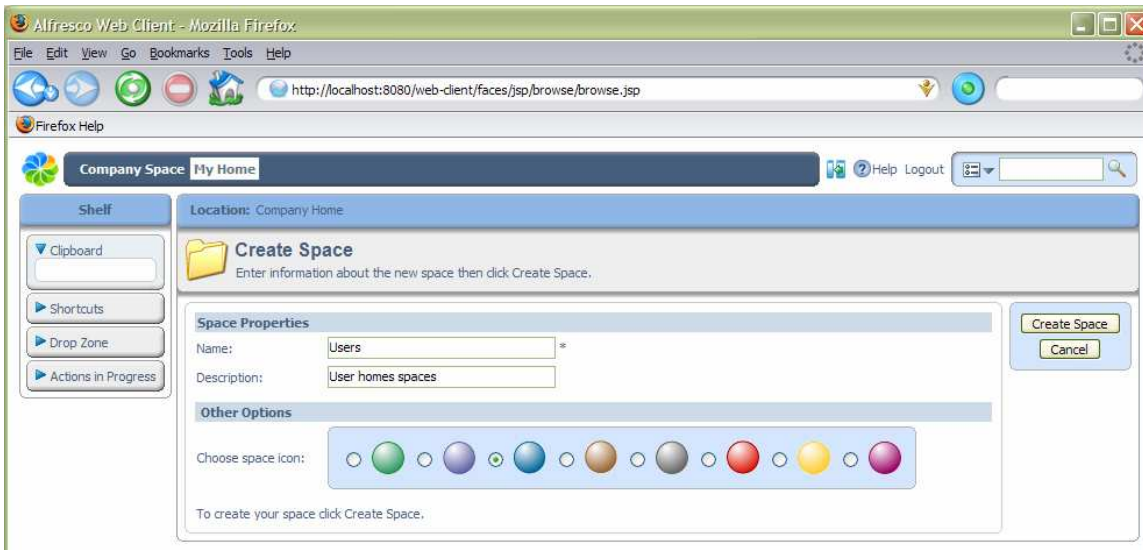 Alfresco Web Client - Mozilla Firefox
File Edit View Go Bookmarks Tools Help
http://localhost:8080/web-client/faces/jsp/browse/browse.jsp
Firefox Help
Company Space My Home Help Logout
Shelf
Location: Company Home
Clipboard
Create Space
Enter information about the new space then click Create Space.
Shortcuts
Drop Zone
Actions in Progress
Space Properties
Name: Users *
Description: User homes spaces
Other Options
Choose space icon:
To create your space click Create Space.
Create Space
Cancel